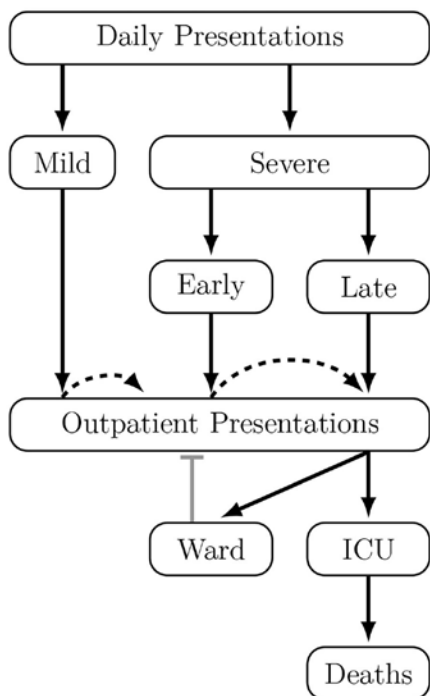 Daily Presentations
Mild
Severe
Early
Late
Outpatient Presentations
Ward
ICU
Deaths